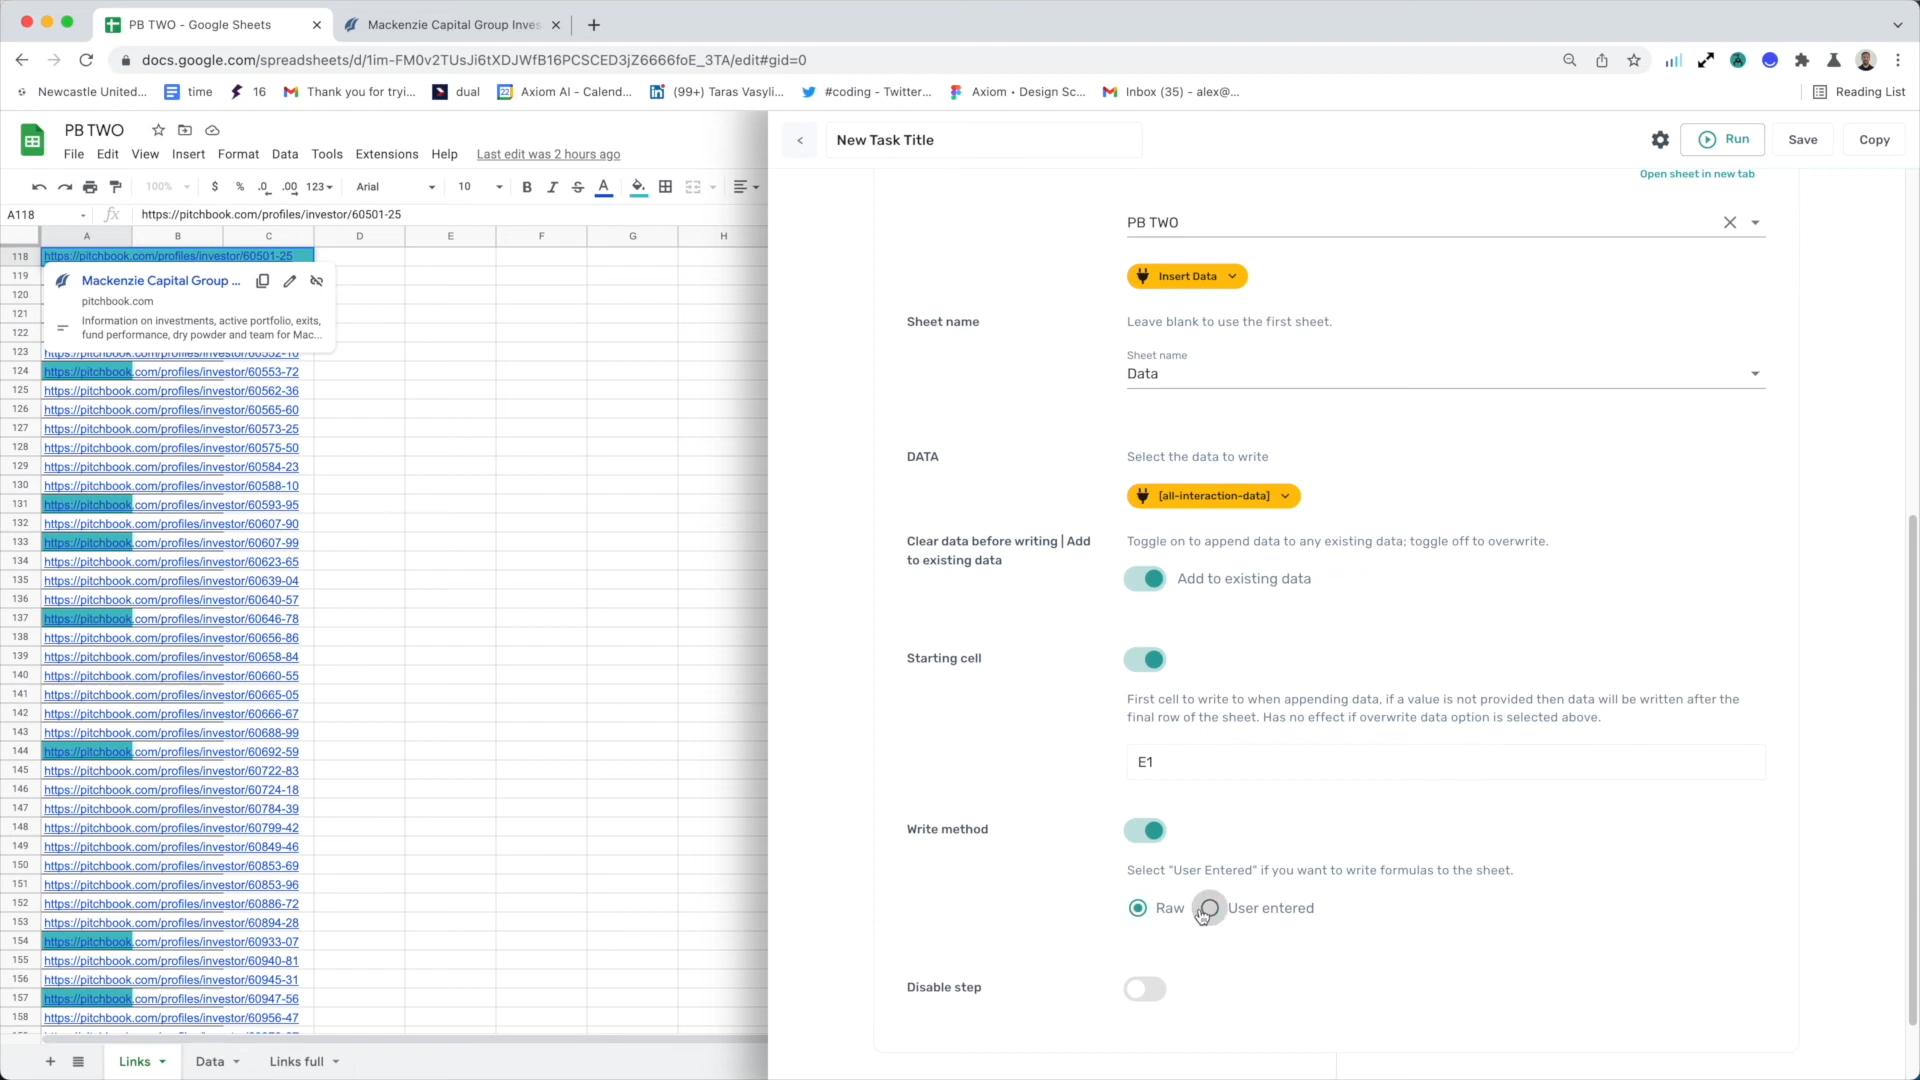 PB TWO - Google Sheets
Mackenzie Capital Group Inves
docs.google.com/spreadsheets/d/1im-FM0v2TUsJi6tXDJWfB16PCSCED3jZ6666foE_3TA/edit#gid=0
Newcastle United... time 16 Thank you for tryi... dual Axiom AI - Calend... (99+) Taras Vasyli... #coding - Twitter... Axiom • Design Sc... Inbox (35) - alex@... Reading List
PB TWO
File Edit View Insert Format Data Tools Extensions Help Last edit was 2 hours ago
100% $ % .0 .00 123 Arial 10 B I S A
A118 fx https://pitchbook.com/profiles/investor/60501-25
A B C D E F G H
118 https://pitchbook.com/profiles/investor/60501-25
119
Mackenzie Capital Group ...
120 pitchbook.com
121 Information on investments, active portfolio, exits,
122 fund performance, dry powder and team for Mac...
123 https://pitchbook.com/profiles/investor/60552-10
124 https://pitchbook.com/profiles/investor/60553-72
125 https://pitchbook.com/profiles/investor/60562-36
126 https://pitchbook.com/profiles/investor/60565-60
127 https://pitchbook.com/profiles/investor/60573-25
128 https://pitchbook.com/profiles/investor/60575-50
129 https://pitchbook.com/profiles/investor/60584-23
130 https://pitchbook.com/profiles/investor/60588-10
131 https://pitchbook.com/profiles/investor/60593-95
132 https://pitchbook.com/profiles/investor/60607-90
133 https://pitchbook.com/profiles/investor/60607-99
134 https://pitchbook.com/profiles/investor/60623-65
135 https://pitchbook.com/profiles/investor/60639-04
136 https://pitchbook.com/profiles/investor/60640-57
137 https://pitchbook.com/profiles/investor/60646-78
138 https://pitchbook.com/profiles/investor/60656-86
139 https://pitchbook.com/profiles/investor/60658-84
140 https://pitchbook.com/profiles/investor/60660-55
141 https://pitchbook.com/profiles/investor/60665-05
142 https://pitchbook.com/profiles/investor/60666-67
143 https://pitchbook.com/profiles/investor/60688-99
144 https://pitchbook.com/profiles/investor/60692-59
145 https://pitchbook.com/profiles/investor/60722-83
146 https://pitchbook.com/profiles/investor/60724-18
147 https://pitchbook.com/profiles/investor/60784-39
148 https://pitchbook.com/profiles/investor/60799-42
149 https://pitchbook.com/profiles/investor/60849-46
150 https://pitchbook.com/profiles/investor/60853-69
151 https://pitchbook.com/profiles/investor/60853-96
152 https://pitchbook.com/profiles/investor/60886-72
153 https://pitchbook.com/profiles/investor/60894-28
154 https://pitchbook.com/profiles/investor/60933-07
155 https://pitchbook.com/profiles/investor/60940-81
156 https://pitchbook.com/profiles/investor/60945-31
157 https://pitchbook.com/profiles/investor/60947-56
158 https://pitchbook.com/profiles/investor/60956-47
Links Data Links full
< New Task Title Run Save Copy
Open sheet in new tab
PB TWO
Insert Data
Sheet name Leave blank to use the first sheet.
Sheet name
Data
DATA Select the data to write
[all-interaction-data]
Clear data before writing | Add
to existing data
Toggle on to append data to any existing data; toggle off to overwrite.
Add to existing data
Starting cell
First cell to write to when appending data, if a value is not provided then data will be written after the
final row of the sheet. Has no effect if overwrite data option is selected above.
E1
Write method
Select "User Entered" if you want to write formulas to the sheet.
Raw User entered
Disable step